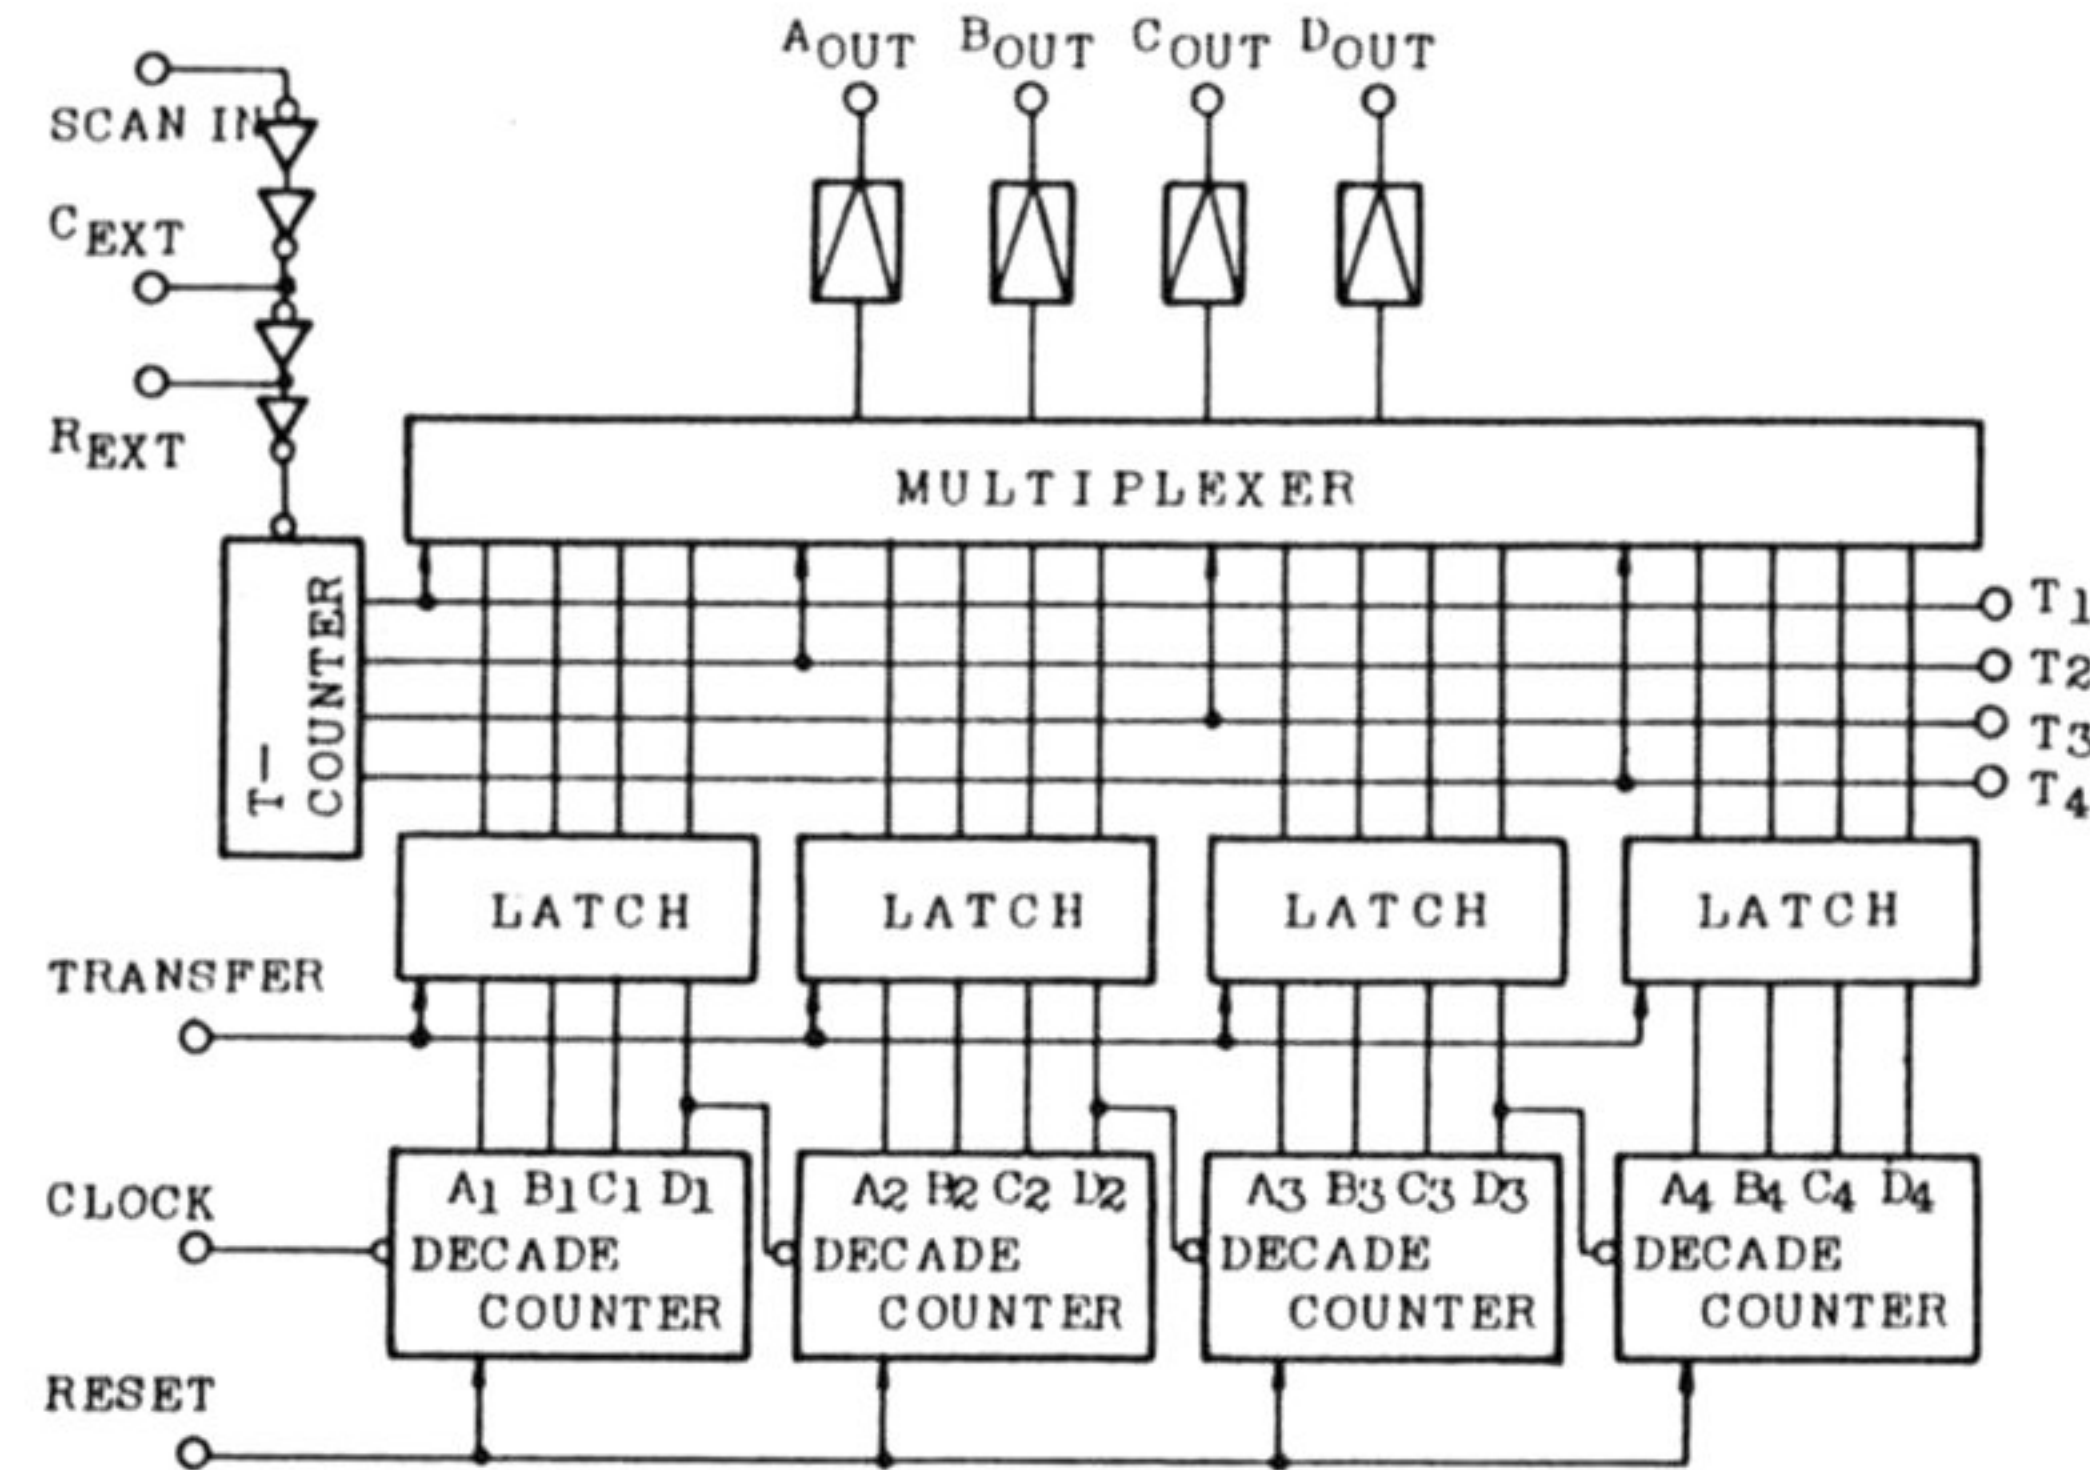 AOUT BOUT COUT DOUT
SCAN IN
CEXT
REXT
MULTIPLEXER
T-
COUNTER
T1
T2
T3
T4
LATCH LATCH LATCH LATCH
TRANSFER
A1 B1 C1 D1 A2 B2 C2 D2 A3 B3 C3 D3 A4 B4 C4 D4
CLOCK
DECADE DECADE DECADE DECADE
COUNTER COUNTER COUNTER COUNTER
RESET